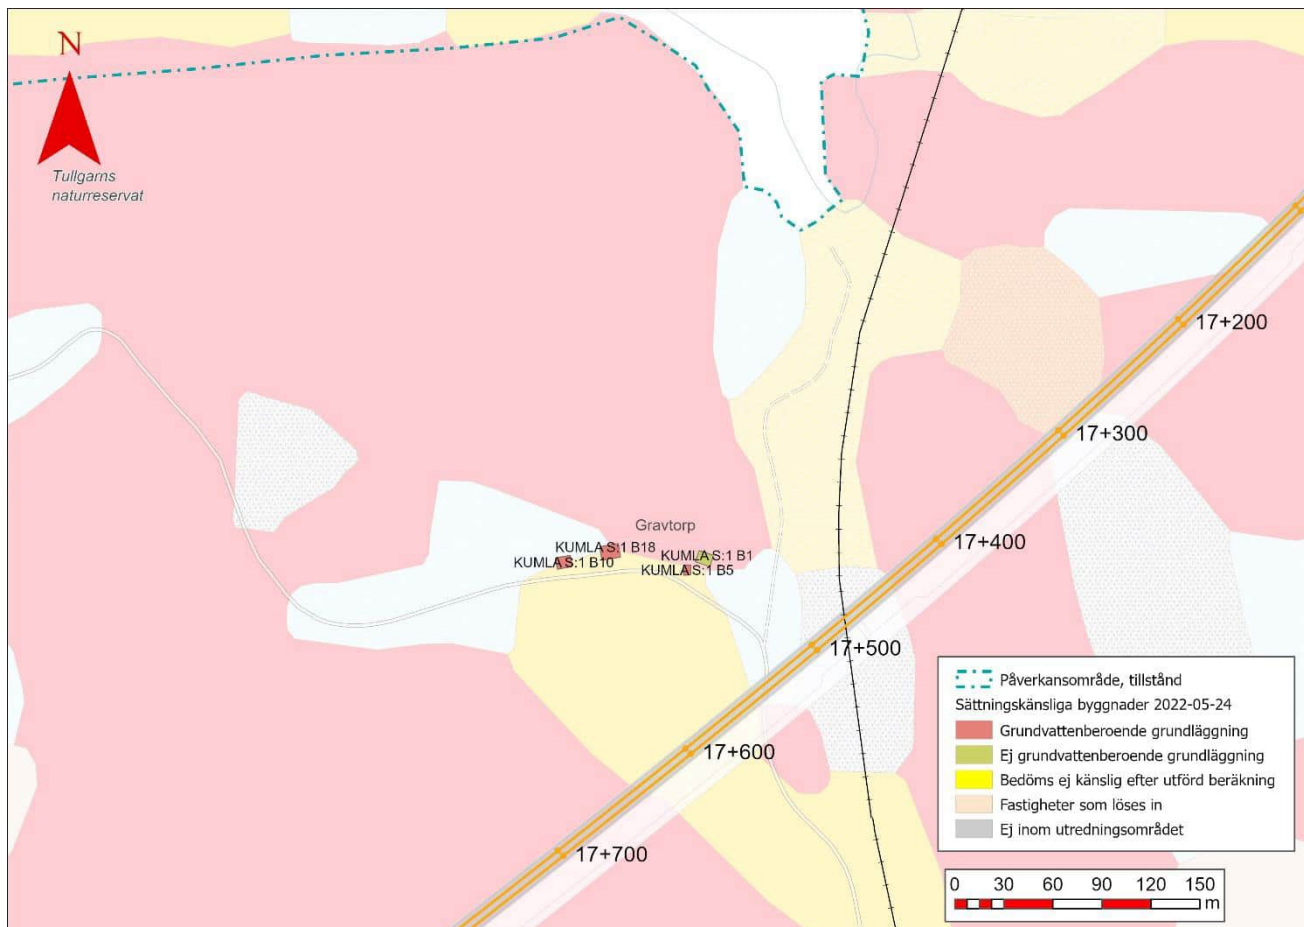 N
Tullgarns
naturreservat
17+200
17+300
Gravtorp
KUMLA S:1 B18
KUMLA S:1 B1
KUMLA S:1 B10
KUMLA S:1 B5
17+400
17+500
17+600
17+700
Påverkansområde, tillstånd
Sättningskänsliga byggnader 2022-05-24
Grundvattenberoende grundläggning
Ej grundvattenberoende grundläggning
Bedöms ej känslig efter utförd beräkning
Fastigheter som löses in
Ej inom utredningsområdet
0 30 60 90 120 150
m